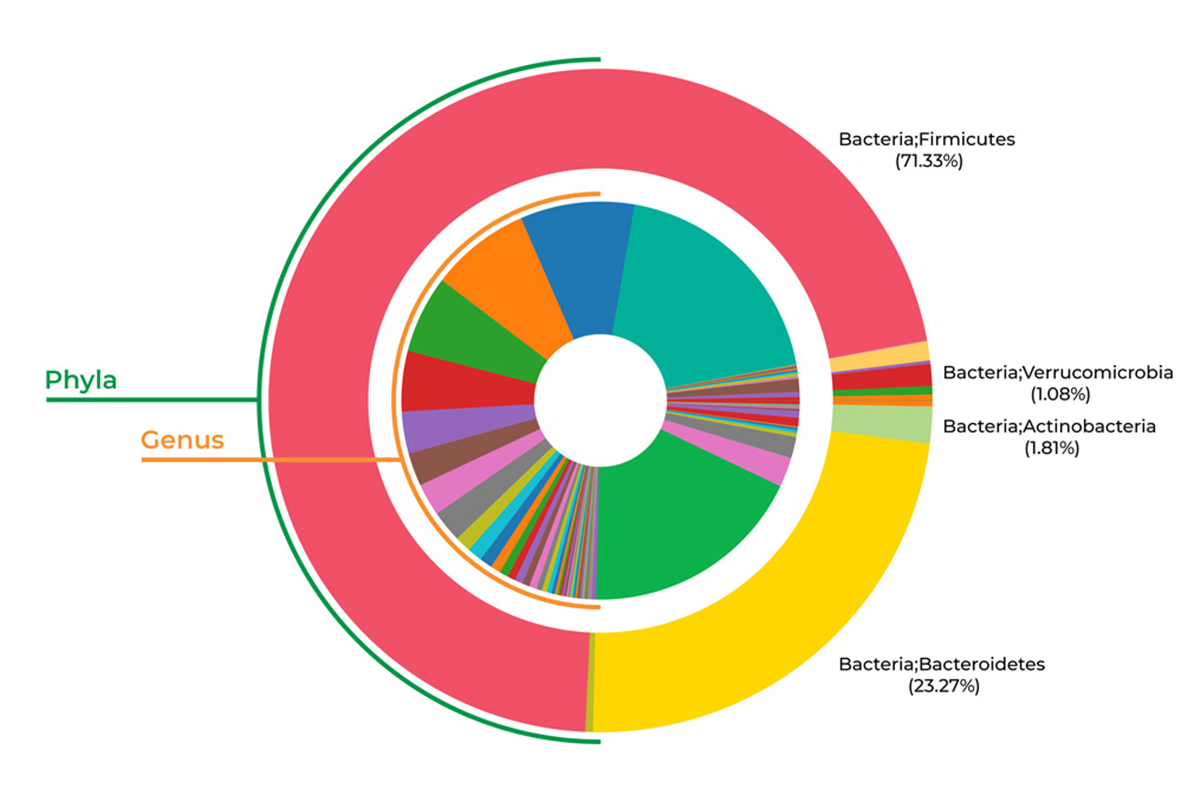 Bacteria;Firmicutes
(71.33%)
Phyla
Bacteria;Verrucomicrobia
(1.08%)
Genus
Bacteria;Actinobacteria
(1.81%)
Bacteria;Bacteroidetes
(23.27%)